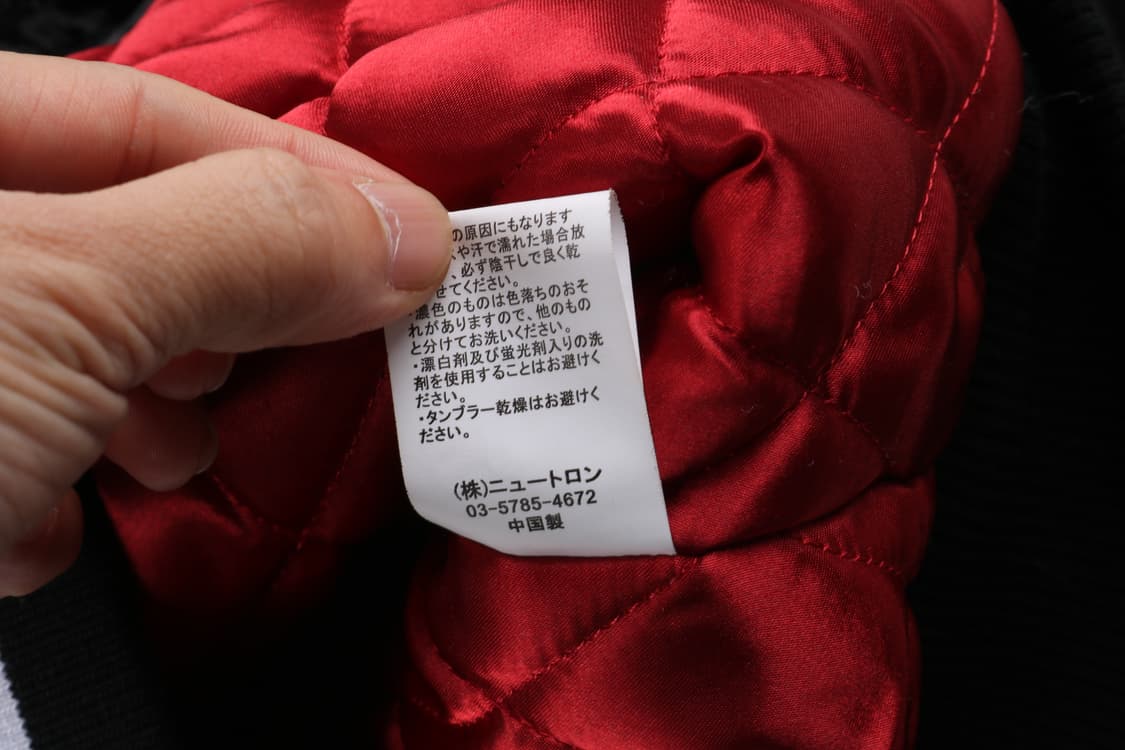 の原因にもなります
や汗で濡れた場合放
、必ず陰干しで良く乾
せてください。
・濃色のものは色落ちのおそ
れがありますので、他のもの
と分けてお洗いください。
・漂白剤及び蛍光剤入りの洗
剤を使用することはお避けく
ださい。
・タンブラー乾燥はお避けく
ださい。
(株)ニュートロン
03-5785-4672
中国製